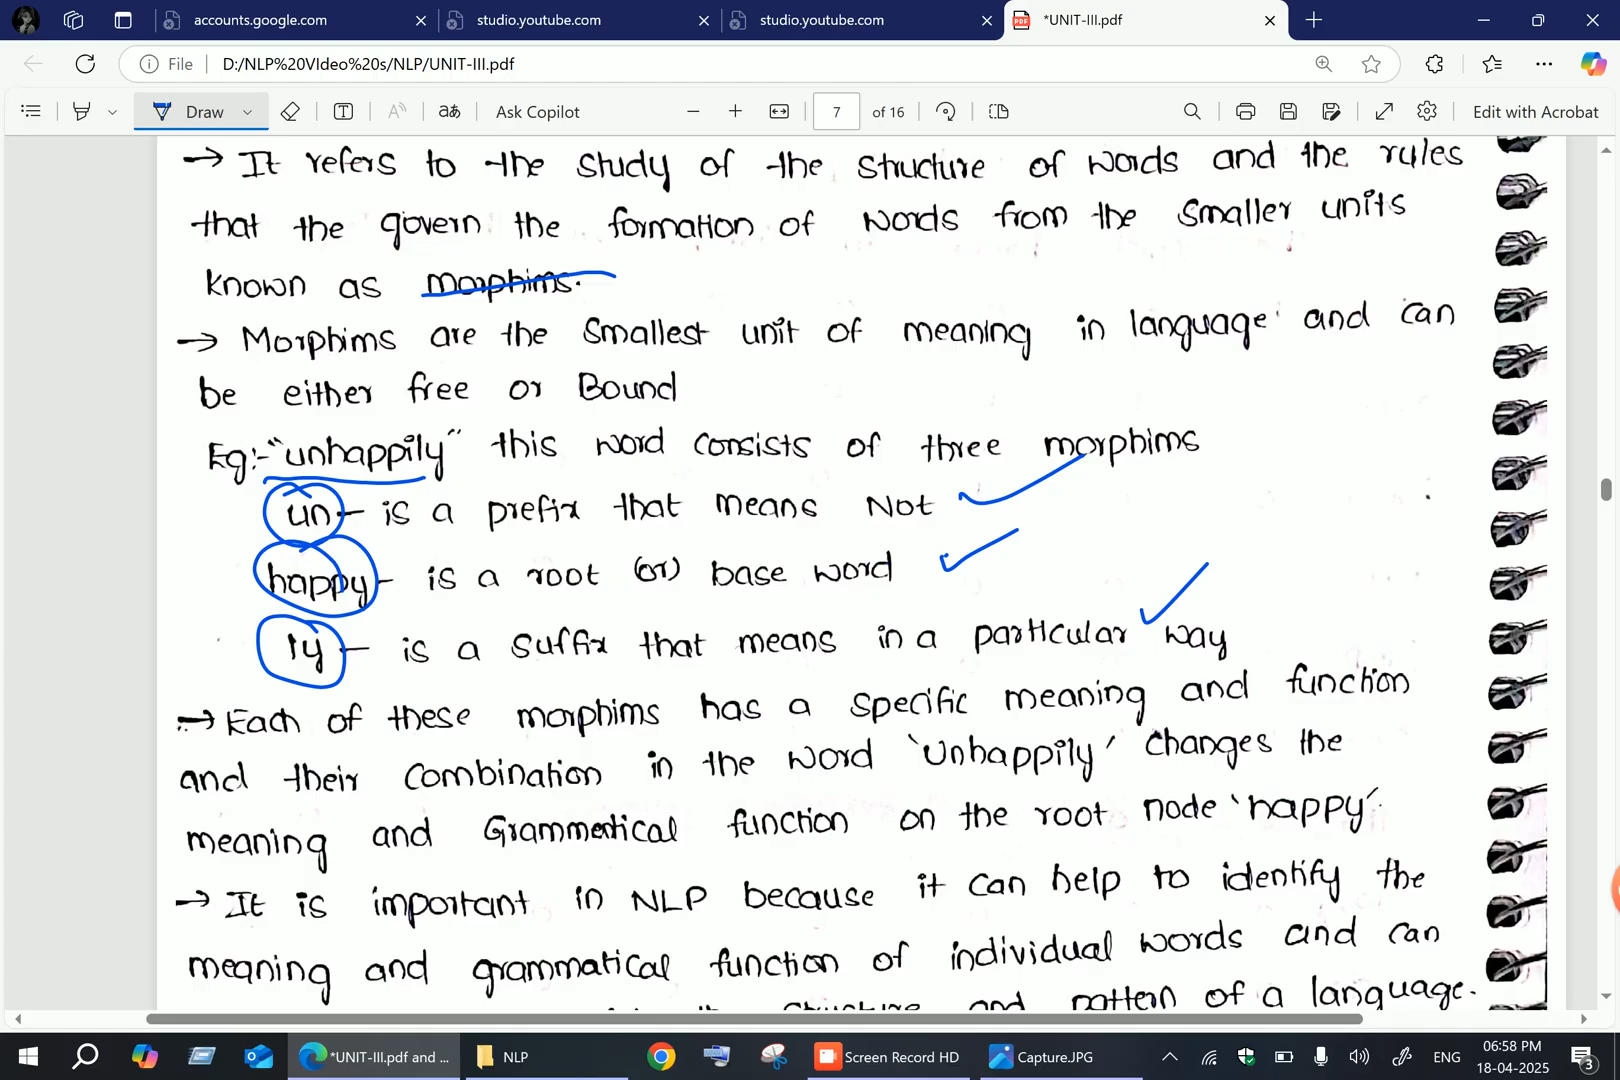 accounts.google.com
studio.youtube.com
studio.youtube.com
*UNIT-III.pdf
File
D:/NLP%20VIdeo%20s/NLP/UNIT-III.pdf
Draw
Ask Copilot
7 of 16
Edit with Acrobat
→ It refers to the study of the structure of words and the rules
that the govern the formation of words from the smaller units
known as morphims.
→ Morphims are the smallest unit of meaning in language and can
be either free or Bound
Eg:- "unhappily" this word consists of three morphims
un - is a prefix that means Not
happy - is a root (or) base word
ly - is a suffix that means in a particular way
→ Each of these morphims has a specific meaning and function
and their combination in the word 'unhappily' changes the
meaning and Grammatical function on the root node 'happy'.
→ It is important in NLP because it can help to identify the
meaning and grammatical function of individual words and can
structure and pattern of a language.
*UNIT-III.pdf and ...
NLP
Screen Record HD
Capture.JPG
ENG
06:58 PM
18-04-2025
3